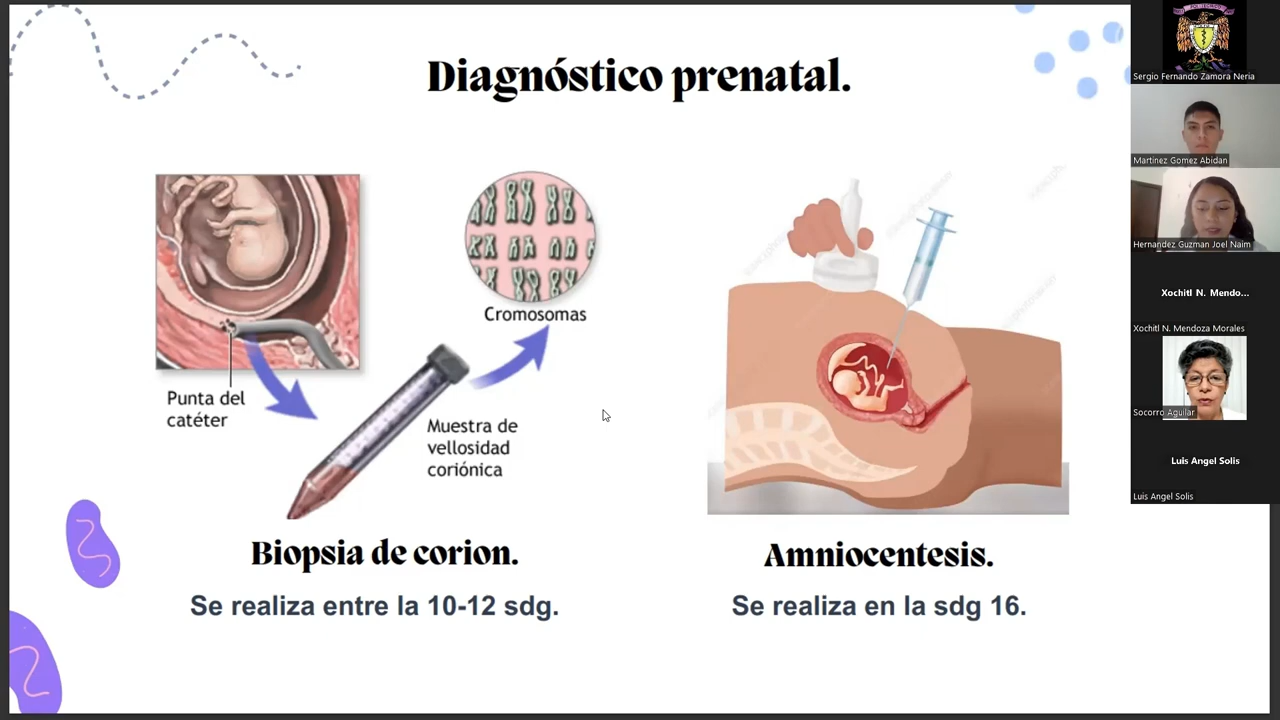 Diagnóstico prenatal.
Cromosomas
Punta del
catéter
Muestra de
vellosidad
coriónica
Biopsia de corion.
Se realiza entre la 10-12 sdg.
Amniocentesis.
Se realiza en la sdg 16.
Sergio Fernando Zamora Neria
Martinez Gomez Abidan
Hernandez Guzman Joel Naim
Xochitl N. Mendo...
Xochitl N. Mendoza Morales
Socorro Aguilar
Luis Angel Solis
Luis Angel Solis